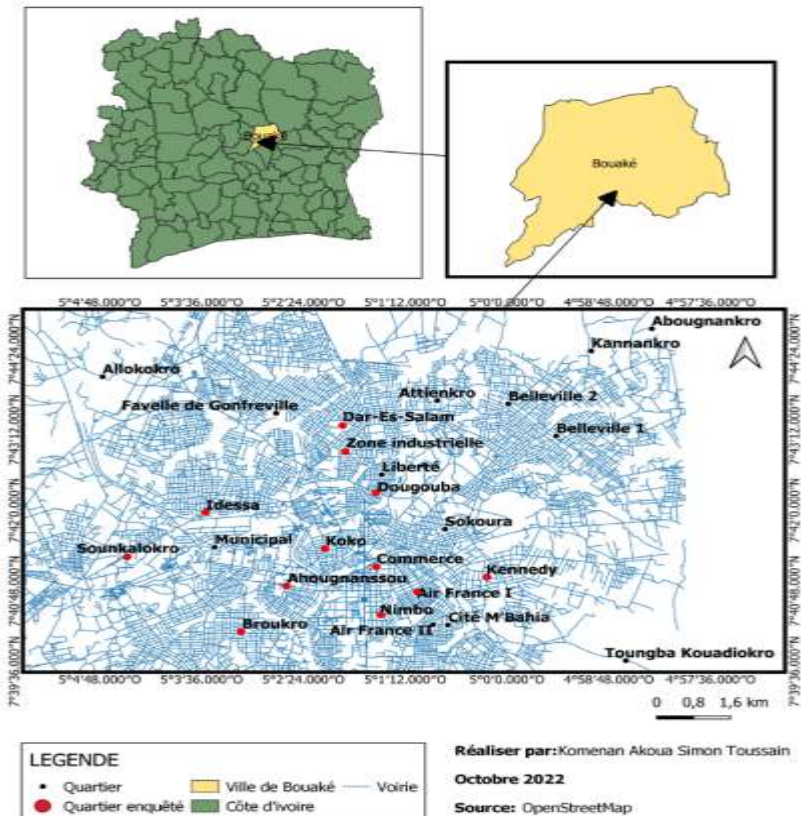 Bouaké
Bouaké
5°4'48.000"O 5°3'36.000"O 5°2'24.000"O 5°1'12.000"O 5°0'0.000"O 4°58'48.000"O 4°57'36.000"O
7°44'24.000"N
7°43'12.000"N
7°42'0.000"N
7°40'48.000"N
7°39'36.000"N
Abougnankro
Kannankro
Allokokro
Attienkro
Belleville 2
Favelle de Gonfreville
Dar-Es-Salam
Belleville 1
Zone industrielle
Liberté
Dougouba
Idessa
Sokoura
Municipal
Koko
Sounkalokro
Commerce
Kennedy
Ahougnanssou
Air France I
Nimbo
Cité M'Bahia
Broukro
Air France II
Toungba Kouadiokro
7°44'24.000"N
7°43'12.000"N
7°42'0.000"N
7°40'48.000"N
7°39'36.000"N
5°4'48.000"O 5°3'36.000"O 5°2'24.000"O 5°1'12.000"O 5°0'0.000"O 4°58'48.000"O 4°57'36.000"O
0 0,8 1,6 km
LEGENDE
Quartier Ville de Bouaké Voirie
Quartier enquêté Côte d'ivoire
Réaliser par:Komenan Akoua Simon Toussain
Octobre 2022
Source: OpenStreetMap